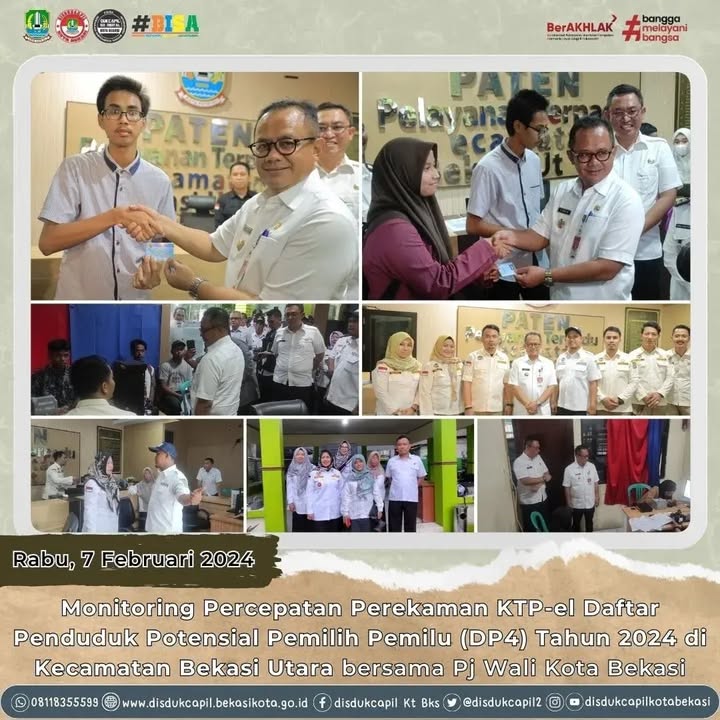 #BISA
BerAKHLAK
#bangga
melayani
bangsa
PATEN
Kecamatan
PATEN
Pelayanan Terpadu
PATEN
Rabu, 7 Februari 2024
Monitoring Percepatan Perekaman KTP-el Daftar
Penduduk Potensial Pemilih Pemilu (DP4) Tahun 2024 di
Kecamatan Bekasi Utara bersama Pj Wali Kota Bekasi
08118355599 www.disdukcapil.bekasikota.go.id disdukcapil Kt Bks @disdukcapil2 disdukcapilkotabekasi